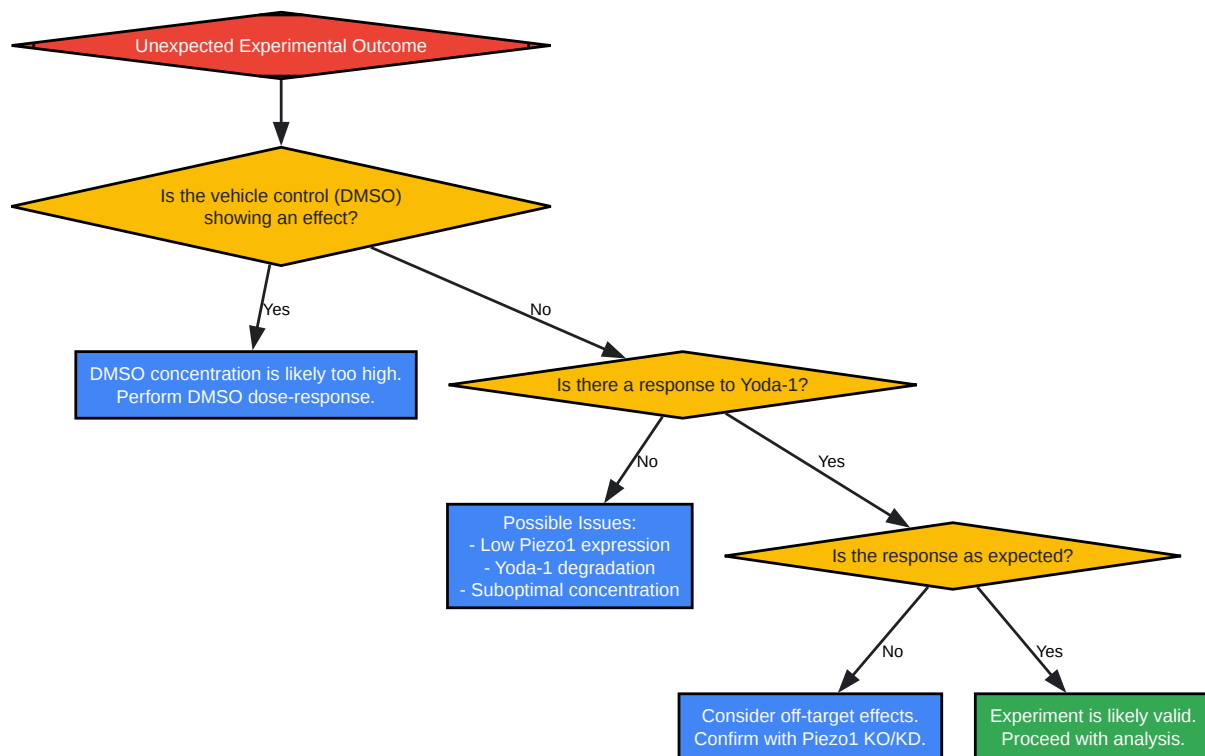 Unexpected Experimental Outcome
Is the vehicle control (DMSO)
showing an effect?
Yes
No
DMSO concentration is likely too high.
Perform DMSO dose-response.
Is there a response to Yoda-1?
No
Yes
Possible Issues:
- Low Piezo1 expression
- Yoda-1 degradation
- Suboptimal concentration
Is the response as expected?
No
Yes
Consider off-target effects.
Confirm with Piezo1 KO/KD.
Experiment is likely valid.
Proceed with analysis.